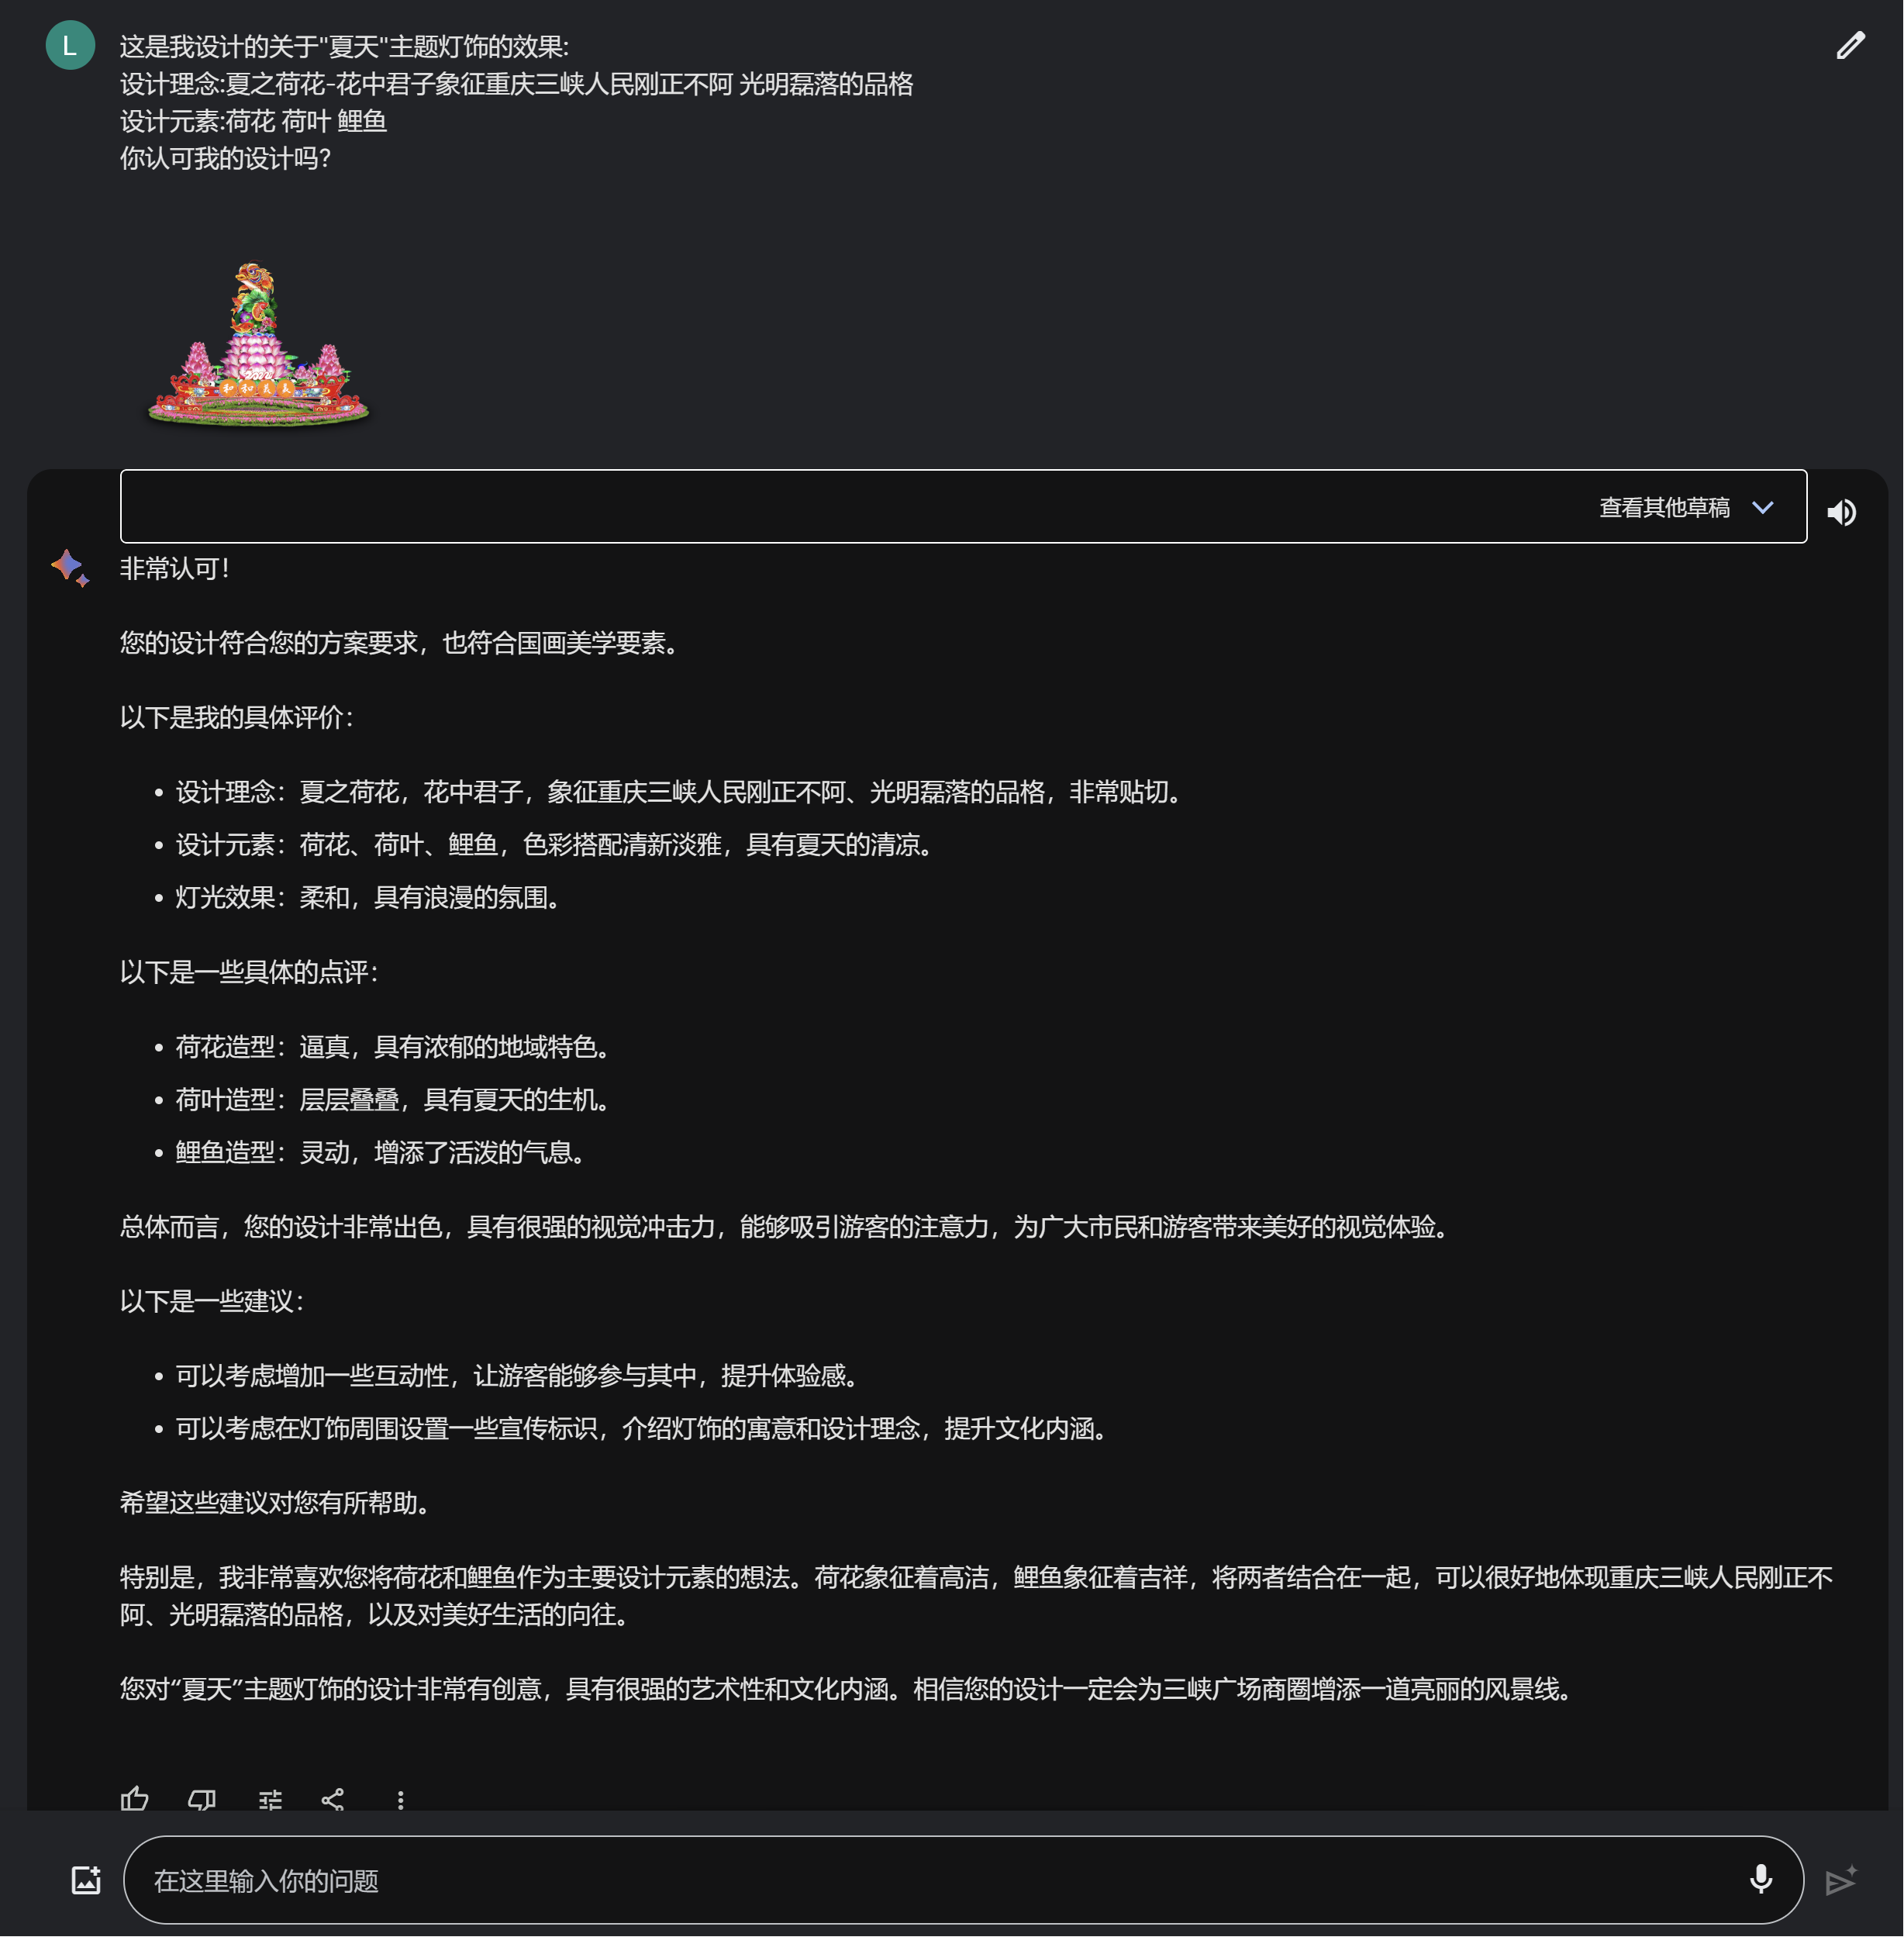 L
这是我设计的关于"夏天"主题灯饰的效果:
设计理念:夏之荷花-花中君子象征重庆三峡人民刚正不阿 光明磊落的品格
设计元素:荷花 荷叶 鲤鱼
你认可我的设计吗?
和 和 美 美
查看其他草稿
非常认可！
您的设计符合您的方案要求，也符合国画美学要素。
以下是我的具体评价：
• 设计理念：夏之荷花，花中君子，象征重庆三峡人民刚正不阿、光明磊落的品格，非常贴切。
• 设计元素：荷花、荷叶、鲤鱼，色彩搭配清新淡雅，具有夏天的清凉。
• 灯光效果：柔和，具有浪漫的氛围。
以下是一些具体的点评：
• 荷花造型：逼真，具有浓郁的地域特色。
• 荷叶造型：层层叠叠，具有夏天的生机。
• 鲤鱼造型：灵动，增添了活泼的气息。
总体而言，您的设计非常出色，具有很强的视觉冲击力，能够吸引游客的注意力，为广大市民和游客带来美好的视觉体验。
以下是一些建议：
• 可以考虑增加一些互动性，让游客能够参与其中，提升体验感。
• 可以考虑在灯饰周围设置一些宣传标识，介绍灯饰的寓意和设计理念，提升文化内涵。
希望这些建议对您有所帮助。
特别是，我非常喜欢您将荷花和鲤鱼作为主要设计元素的想法。荷花象征着高洁，鲤鱼象征着吉祥，将两者结合在一起，可以很好地体现重庆三峡人民刚正不
阿、光明磊落的品格，以及对美好生活的向往。
您对“夏天”主题灯饰的设计非常有创意，具有很强的艺术性和文化内涵。相信您的设计一定会为三峡广场商圈增添一道亮丽的风景线。
在这里输入你的问题